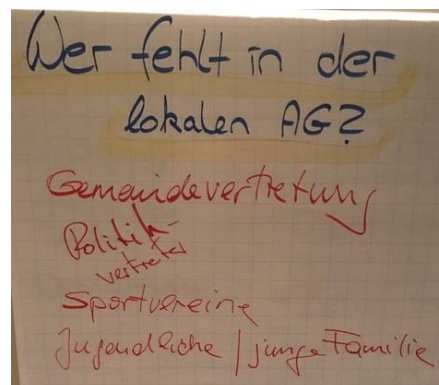 Wer fehlt in der
lokalen AG?
Gemeindevertretung
Politik-
vertreter
Sportvereine
Jugendliche / junge Familie